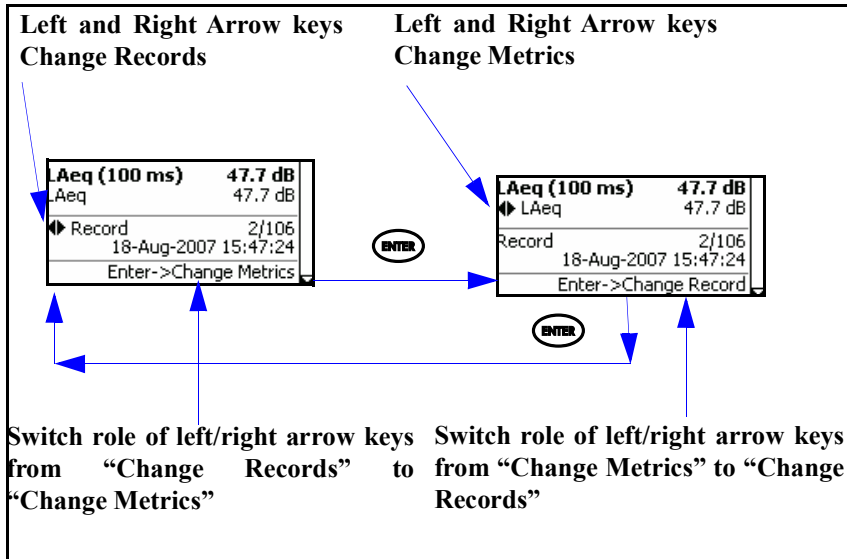 Left and Right Arrow keys
Change Records
Left and Right Arrow keys
Change Metrics
LAeq (100 ms) 47.7 dB
LAeq 47.7 dB
Record 2/106
18-Aug-2007 15:47:24
Enter->Change Metrics
ENTER
LAeq (100 ms) 47.7 dB
LAeq 47.7 dB
Record 2/106
18-Aug-2007 15:47:24
Enter->Change Record
ENTER
Switch role of left/right arrow keys
from “Change Records” to
“Change Metrics”
Switch role of left/right arrow keys
from “Change Metrics” to “Change
Records”